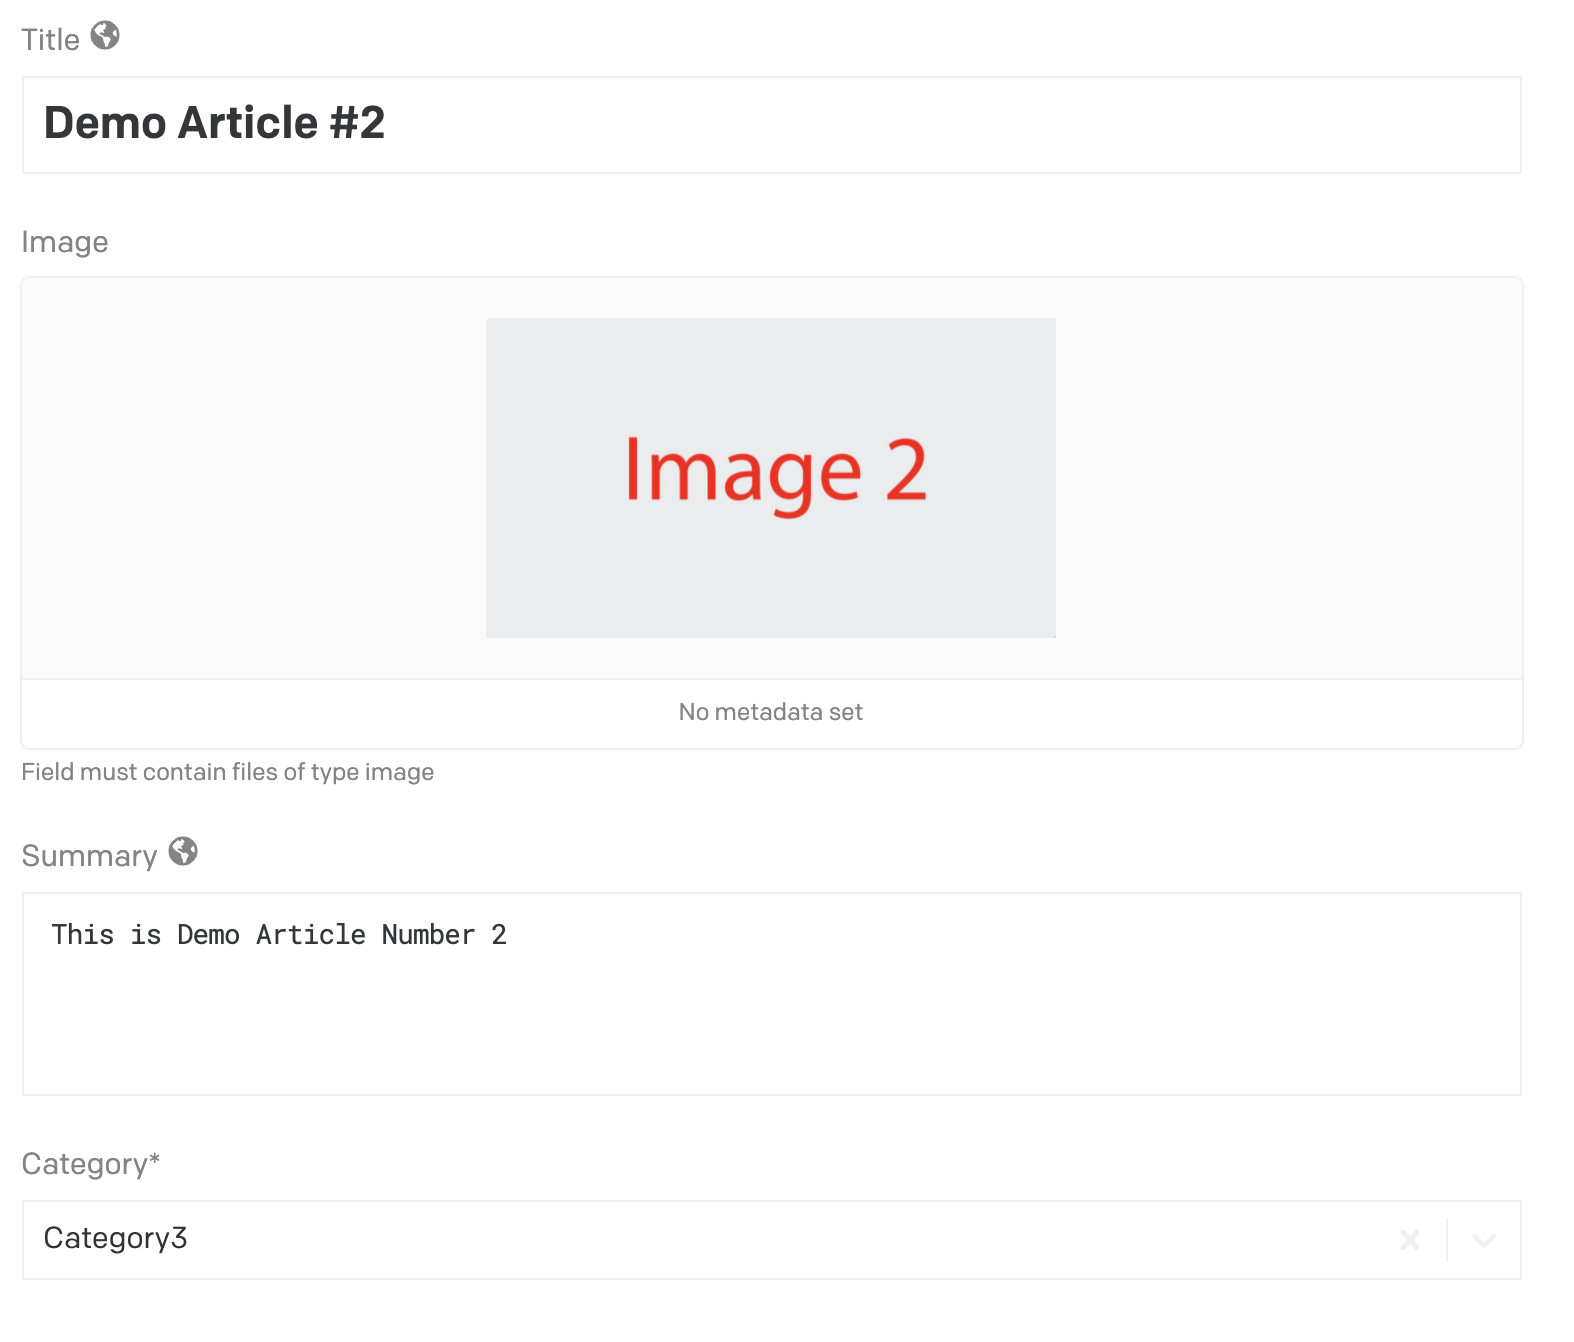 Title
Demo Article #2
Image
Image 2
No metadata set
Field must contain files of type image
Summary
This is Demo Article Number 2
Category*
Category3